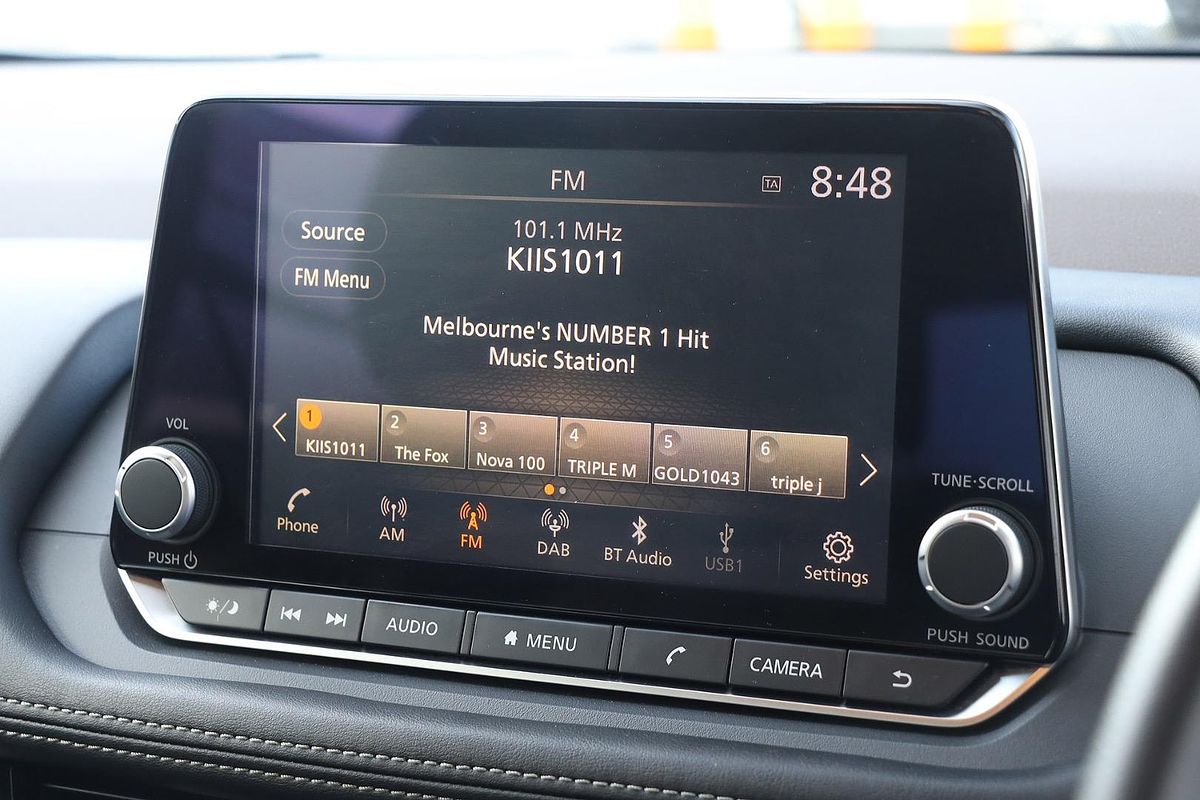 FM
TA
8:48
Source
101.1 MHz
KIIS1011
FM Menu
Melbourne's NUMBER 1 Hit
Music Station!
1
KIIS1011
2
The Fox
3
Nova 100
4
TRIPLE M
5
GOLD1043
6
triple j
VOL
PUSH
Phone
AM
FM
DAB
BT Audio
USB1
Settings
TUNE·SCROLL
PUSH SOUND
AUDIO
MENU
CAMERA